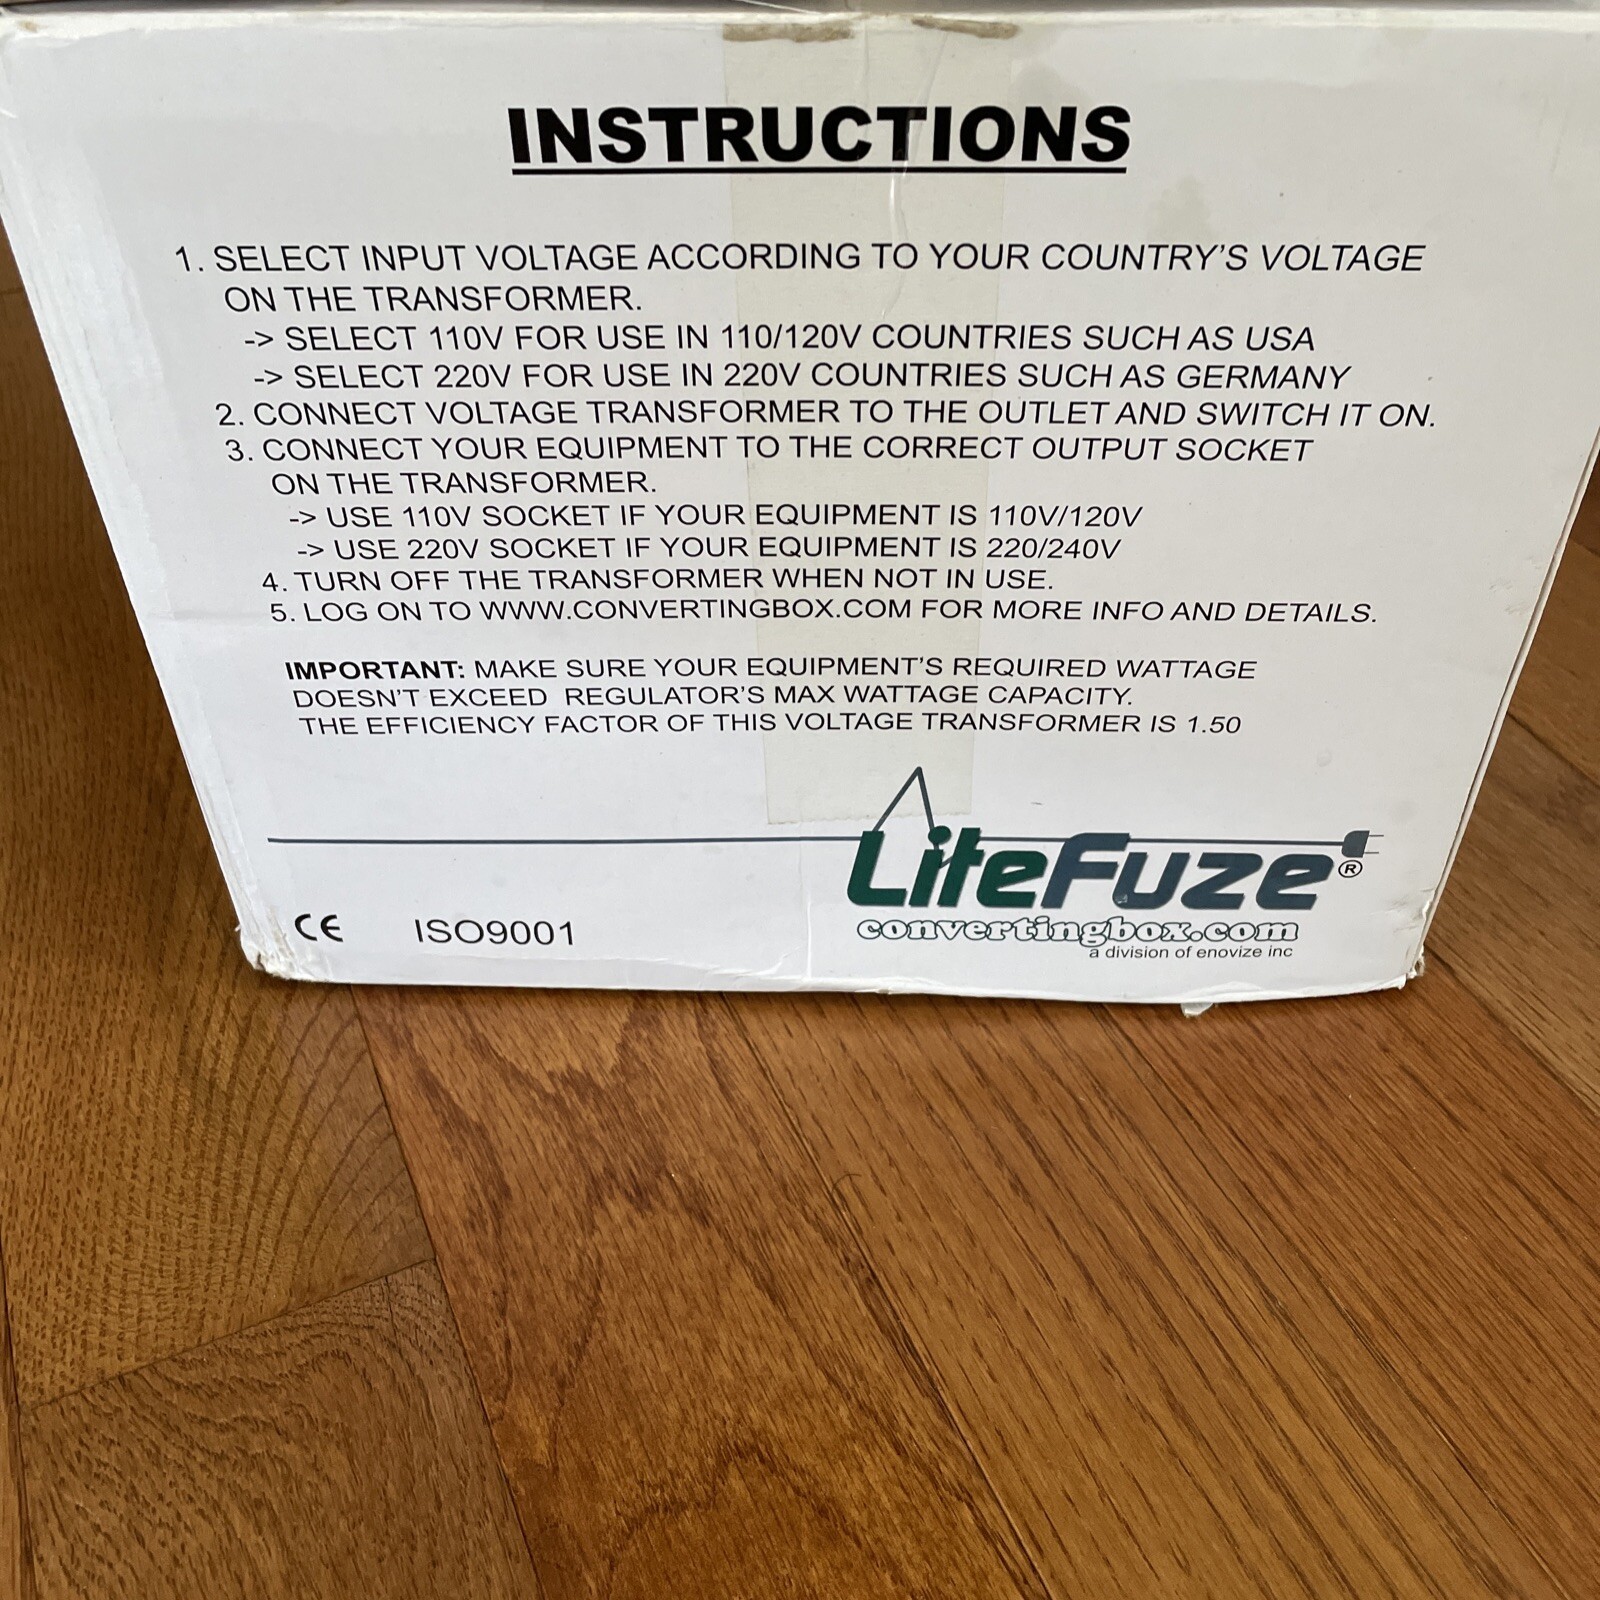 INSTRUCTIONS
1. SELECT INPUT VOLTAGE ACCORDING TO YOUR COUNTRY'S VOLTAGE
ON THE TRANSFORMER.
-> SELECT 110V FOR USE IN 110/120V COUNTRIES SUCH AS USA
-> SELECT 220V FOR USE IN 220V COUNTRIES SUCH AS GERMANY
2. CONNECT VOLTAGE TRANSFORMER TO THE OUTLET AND SWITCH IT ON.
3. CONNECT YOUR EQUIPMENT TO THE CORRECT OUTPUT SOCKET
ON THE TRANSFORMER.
-> USE 110V SOCKET IF YOUR EQUIPMENT IS 110V/120V
-> USE 220V SOCKET IF YOUR EQUIPMENT IS 220/240V
4. TURN OFF THE TRANSFORMER WHEN NOT IN USE.
5. LOG ON TO WWW.CONVERTINGBOX.COM FOR MORE INFO AND DETAILS.
IMPORTANT: MAKE SURE YOUR EQUIPMENT'S REQUIRED WATTAGE
DOESN'T EXCEED REGULATOR'S MAX WATTAGE CAPACITY.
THE EFFICIENCY FACTOR OF THIS VOLTAGE TRANSFORMER IS 1.50
LiteFuze®
convertingbox.com
a division of enovize inc
CE ISO9001